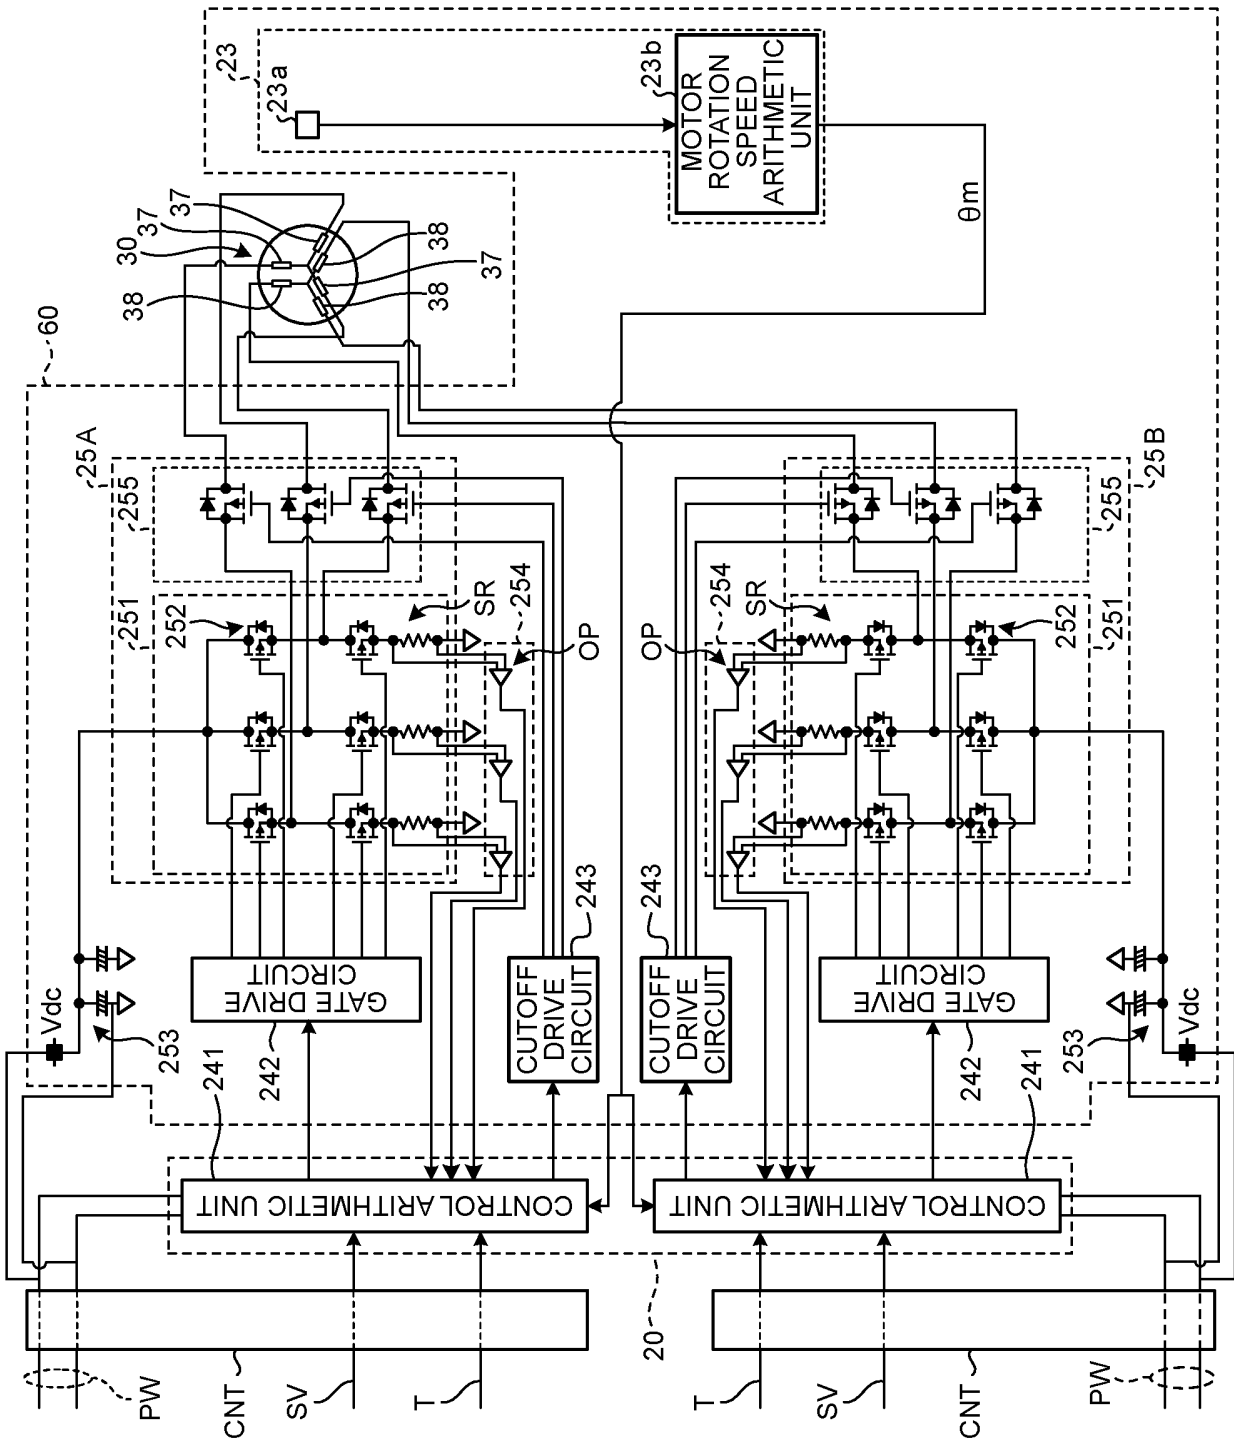 60
23
23a
23b
MOTOR
ROTATION
SPEED
ARITHMETIC
UNIT
θm
30
37
37
38
38
37
38
25A
255
251
252
SR
254
OP
25B
255
251
252
SR
254
OP
Vdc
253
GATE DRIVE
CIRCUIT
242
241
CUTOFF
DRIVE
CIRCUIT
243
CUTOFF
DRIVE
CIRCUIT
243
GATE DRIVE
CIRCUIT
242
241
Vdc
253
CONTROL ARITHMETIC UNIT
CONTROL ARITHMETIC UNIT
20
PW
CNT
SV
T
T
SV
CNT
PW